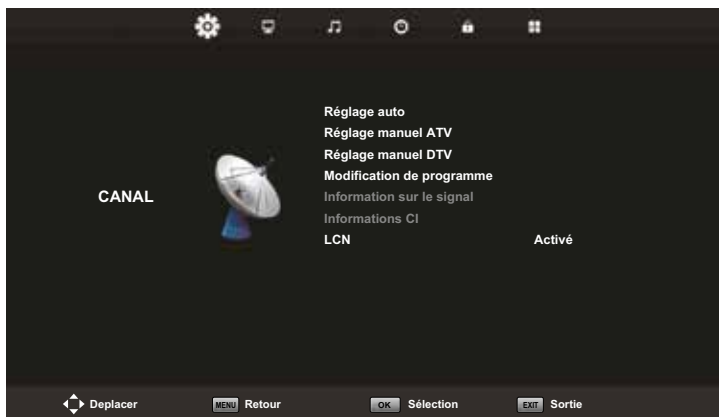 Réglage auto
Réglage manuel ATV
Réglage manuel DTV
Modification de programme
CANAL
Information sur le signal
Informations CI
LCN Activé
Deplacer MENU Retour OK Sélection EXIT Sortie